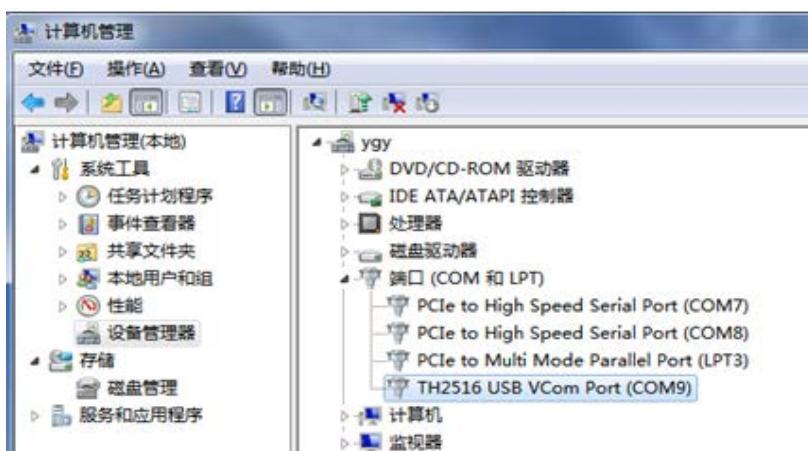 计算机管理
文件(F) 操作(A) 查看(V) 帮助(H)
计算机管理(本地)
系统工具
任务计划程序
事件查看器
共享文件夹
本地用户和组
性能
设备管理器
存储
磁盘管理
服务和应用程序
ygy
DVD/CD-ROM 驱动器
IDE ATA/ATAPI 控制器
处理器
磁盘驱动器
端口 (COM 和 LPT)
PCIe to High Speed Serial Port (COM7)
PCIe to High Speed Serial Port (COM8)
PCIe to Multi Mode Parallel Port (LPT3)
TH2516 USB VCom Port (COM9)
计算机
监视器